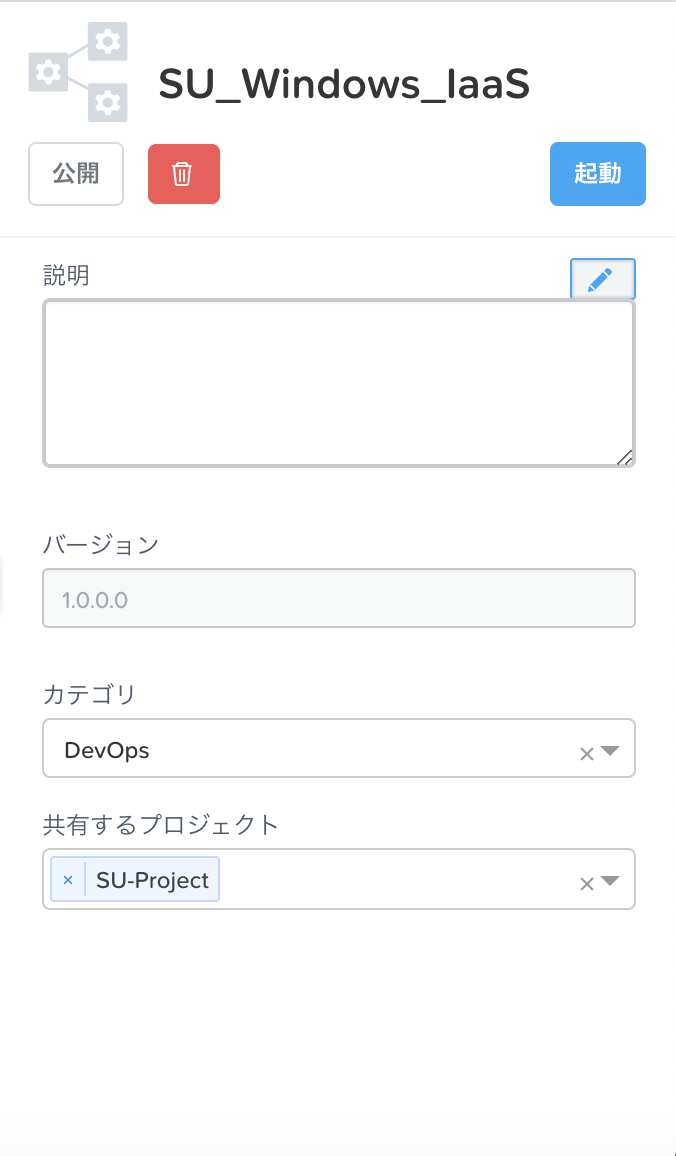 SU_Windows_IaaS
公開
起動
説明
バージョン
1.0.0.0
カテゴリ
DevOps
共有するプロジェクト
× SU-Project